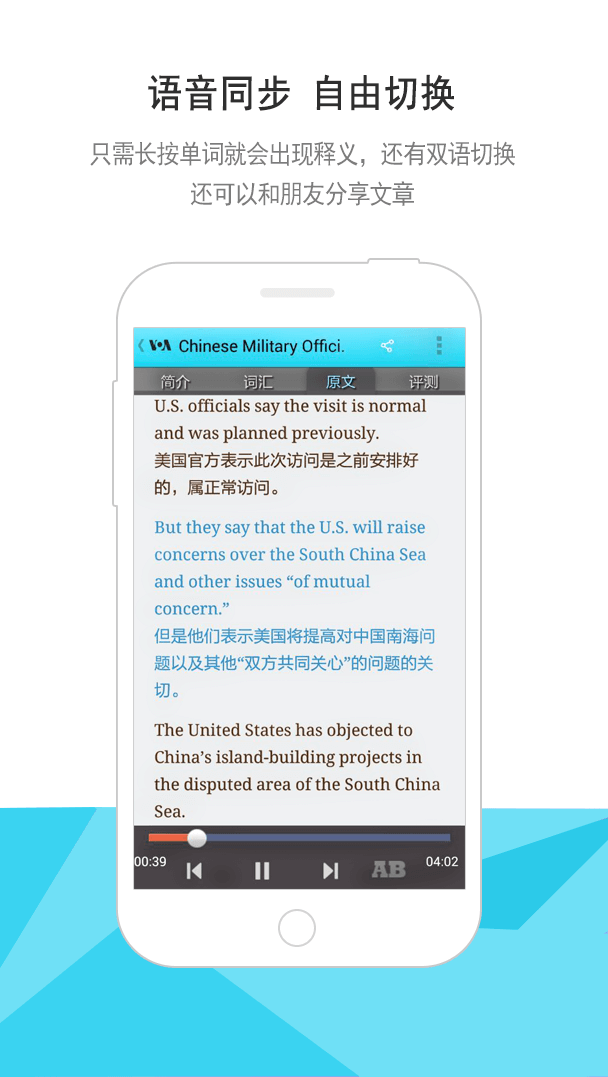 语音同步 自由切换
只需长按单词就会出现释义，还有双语切换
还可以和朋友分享文章
VOA Chinese Military Offici.
简介 词汇 原文 评测
U.S. officials say the visit is normal
and was planned previously.
美国官方表示此次访问是之前安排好
的，属正常访问。
But they say that the U.S. will raise
concerns over the South China Sea
and other issues “of mutual
concern.”
但是他们表示美国将提高对中国南海问
题以及其他“双方共同关心”的问题的关
切。
The United States has objected to
China’s island-building projects in
the disputed area of the South China
Sea.
00:39 AB 04:02